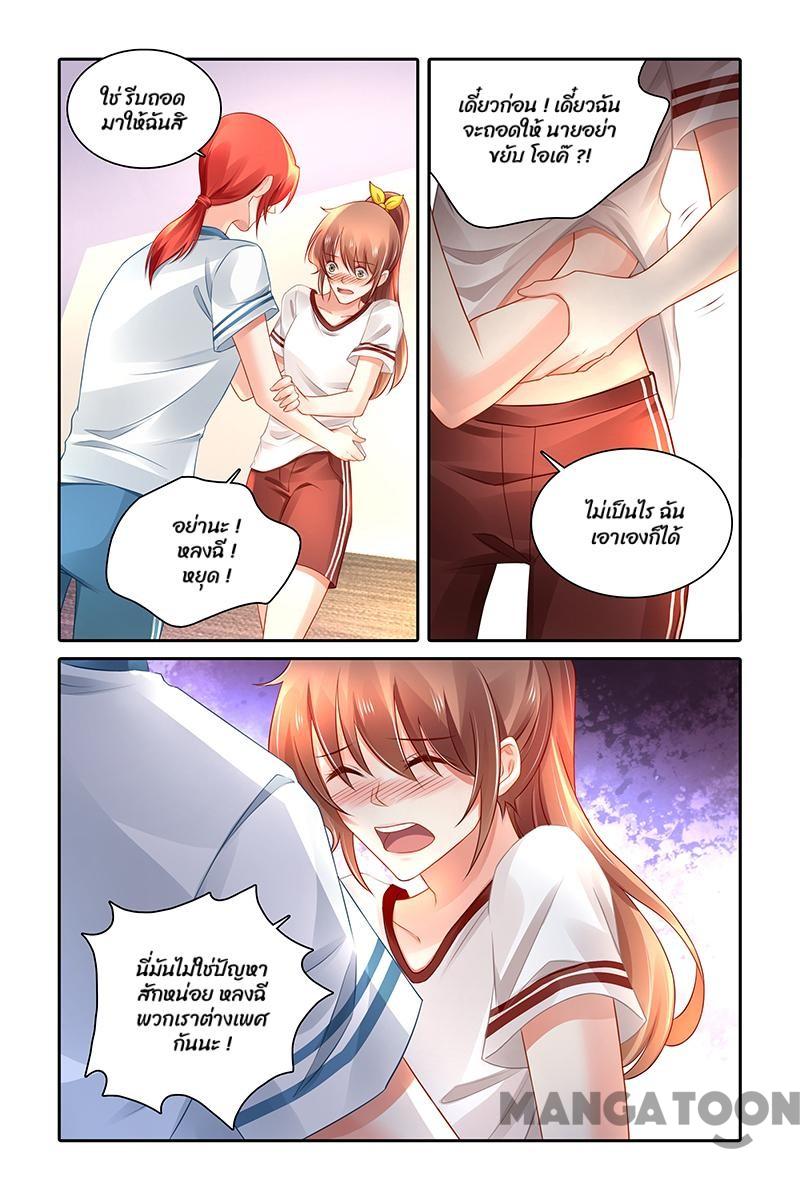 ใช่ รีบถอด
มาให้ฉันสิ
เดี๋ยวก่อน ! เดี๋ยวฉัน
จะถอดให้ นายอย่า
ขยับ โอเค๊ ?!
อย่านะ !
หลงฉี !
หยุด !
ไม่เป็นไร ฉัน
เอาเองก็ได้
นี่มันไม่ใช่ปัญหา
สักหน่อย หลงฉี
พวกเราต่างเพศ
กันนะ !
MANGATOON